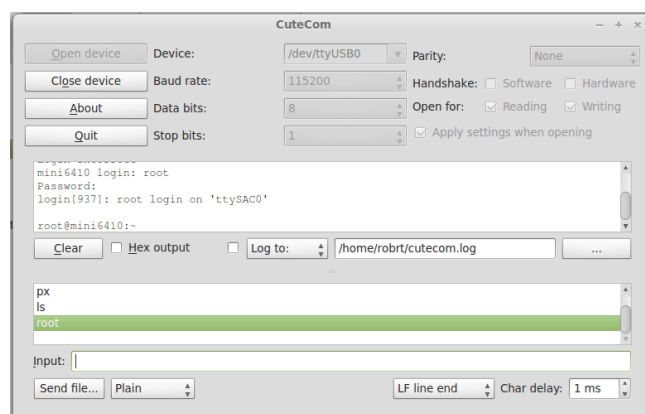 CuteCom
Open device Device: /dev/ttyUSB0 Parity: None
Close device Baud rate: 115200 Handshake: Software Hardware
About Data bits: 8 Open for: Reading Writing
Quit Stop bits: 1 Apply settings when opening
mini6410 login: root
Password:
login[937]: root login on 'ttySAC0'
root@mini6410:~
Clear Hex output Log to: /home/robrt/cutecom.log ...
px
ls
root
Input:
Send file... Plain LF line end Char delay: 1 ms